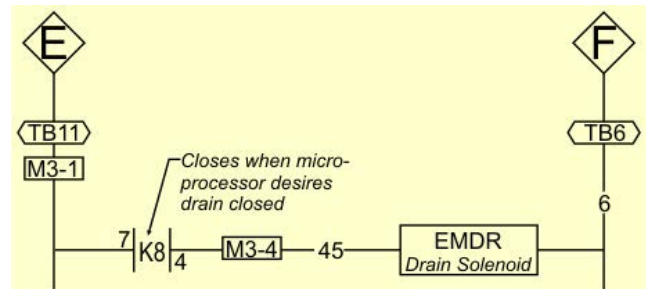 E
F
TB11
TB6
M3-1
Closes when micro-
processor desires
drain closed
6
7
K8
4
M3-4
45
EMDR
Drain Solenoid